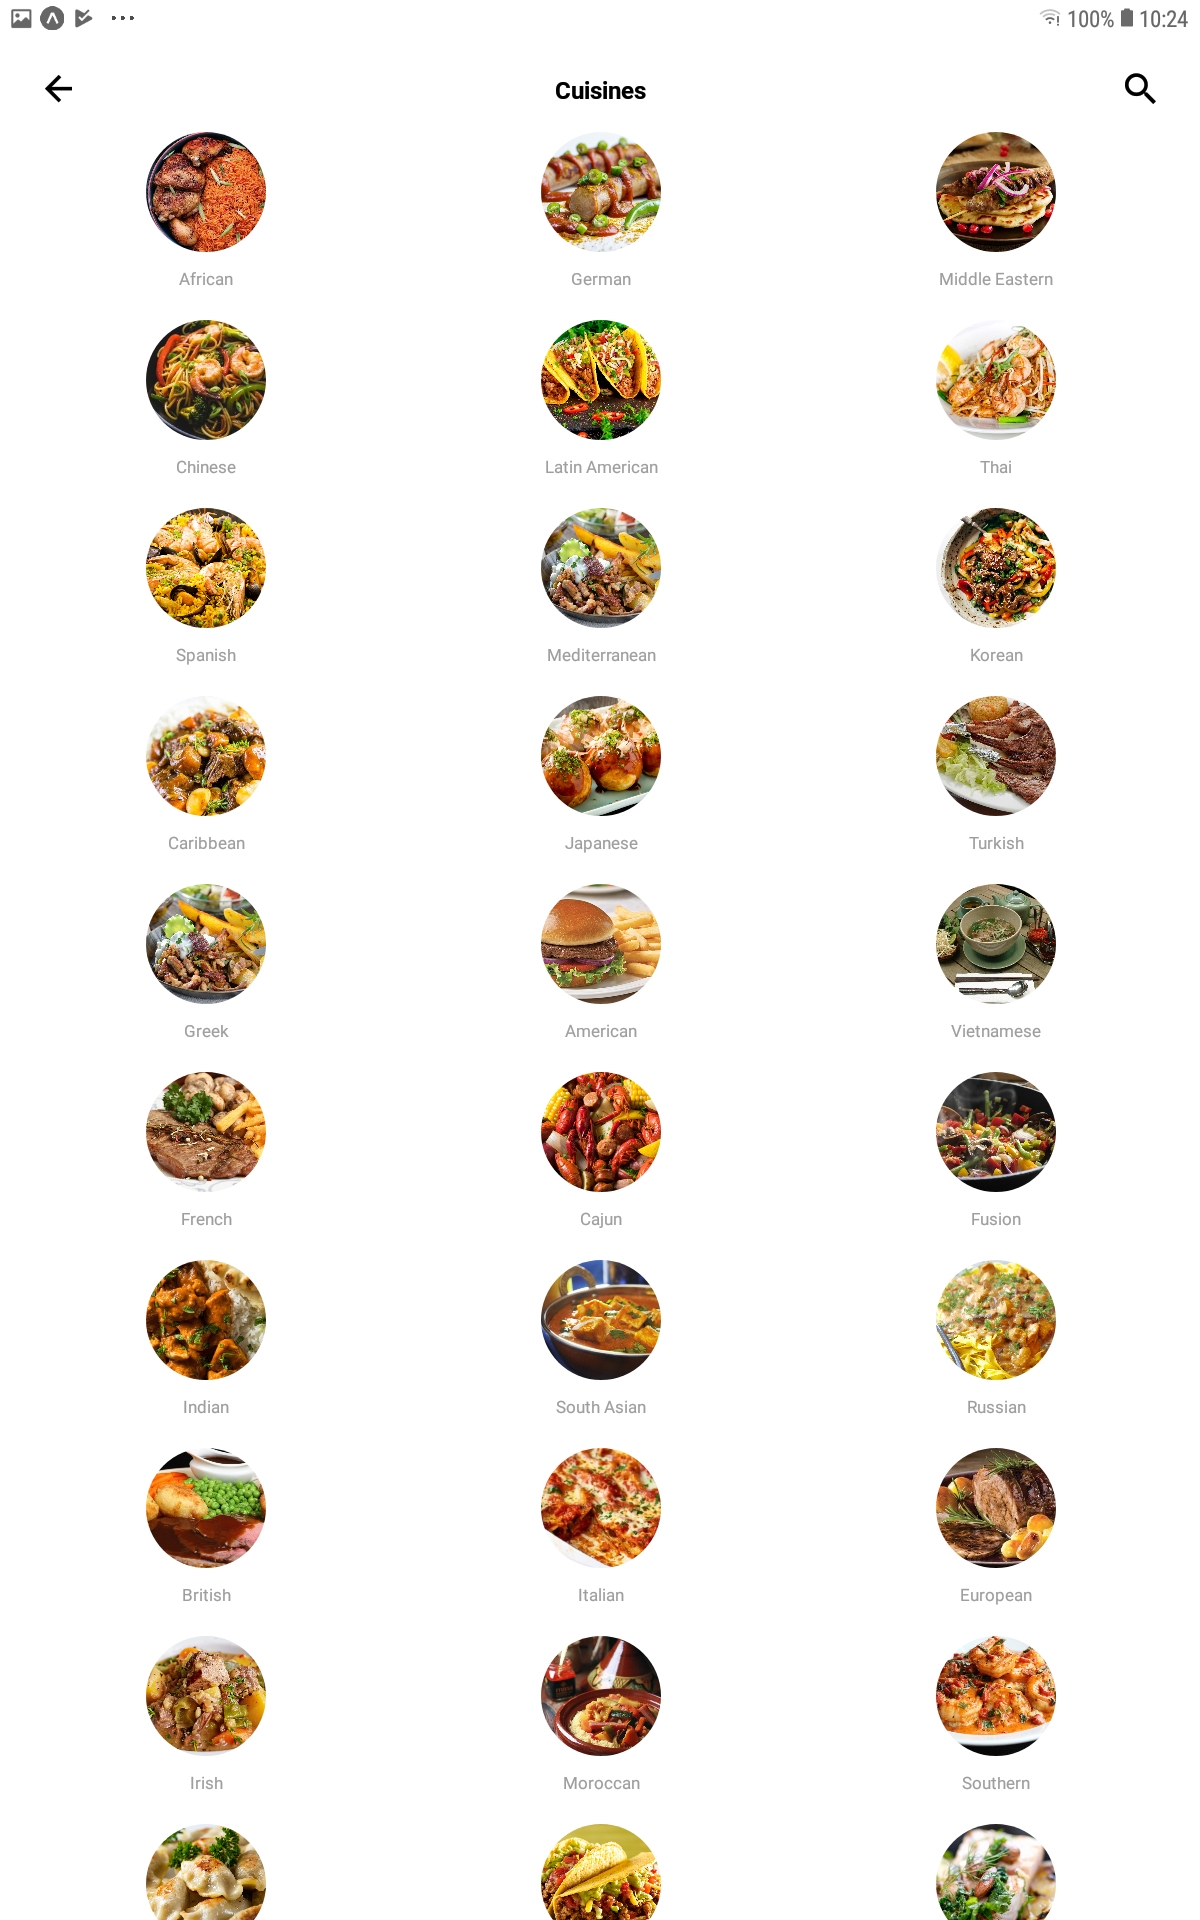 100% 10:24
Cuisines
African German Middle Eastern
Chinese Latin American Thai
Spanish Mediterranean Korean
Caribbean Japanese Turkish
Greek American Vietnamese
French Cajun Fusion
Indian South Asian Russian
British Italian European
Irish Moroccan Southern